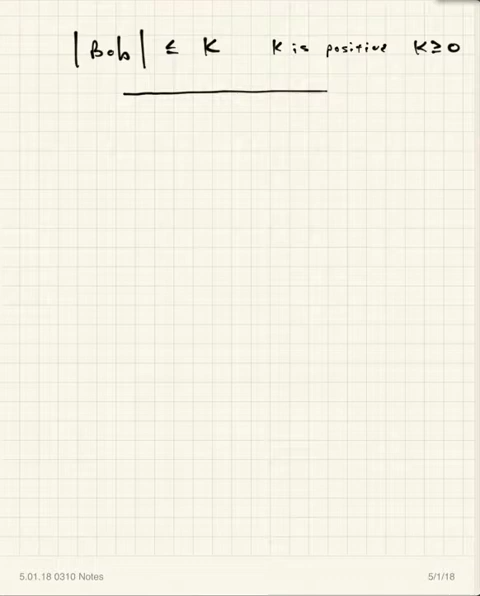 |Bob| ≤ K K is positive K ≥ 0
5.01.18 0310 Notes 5/1/18